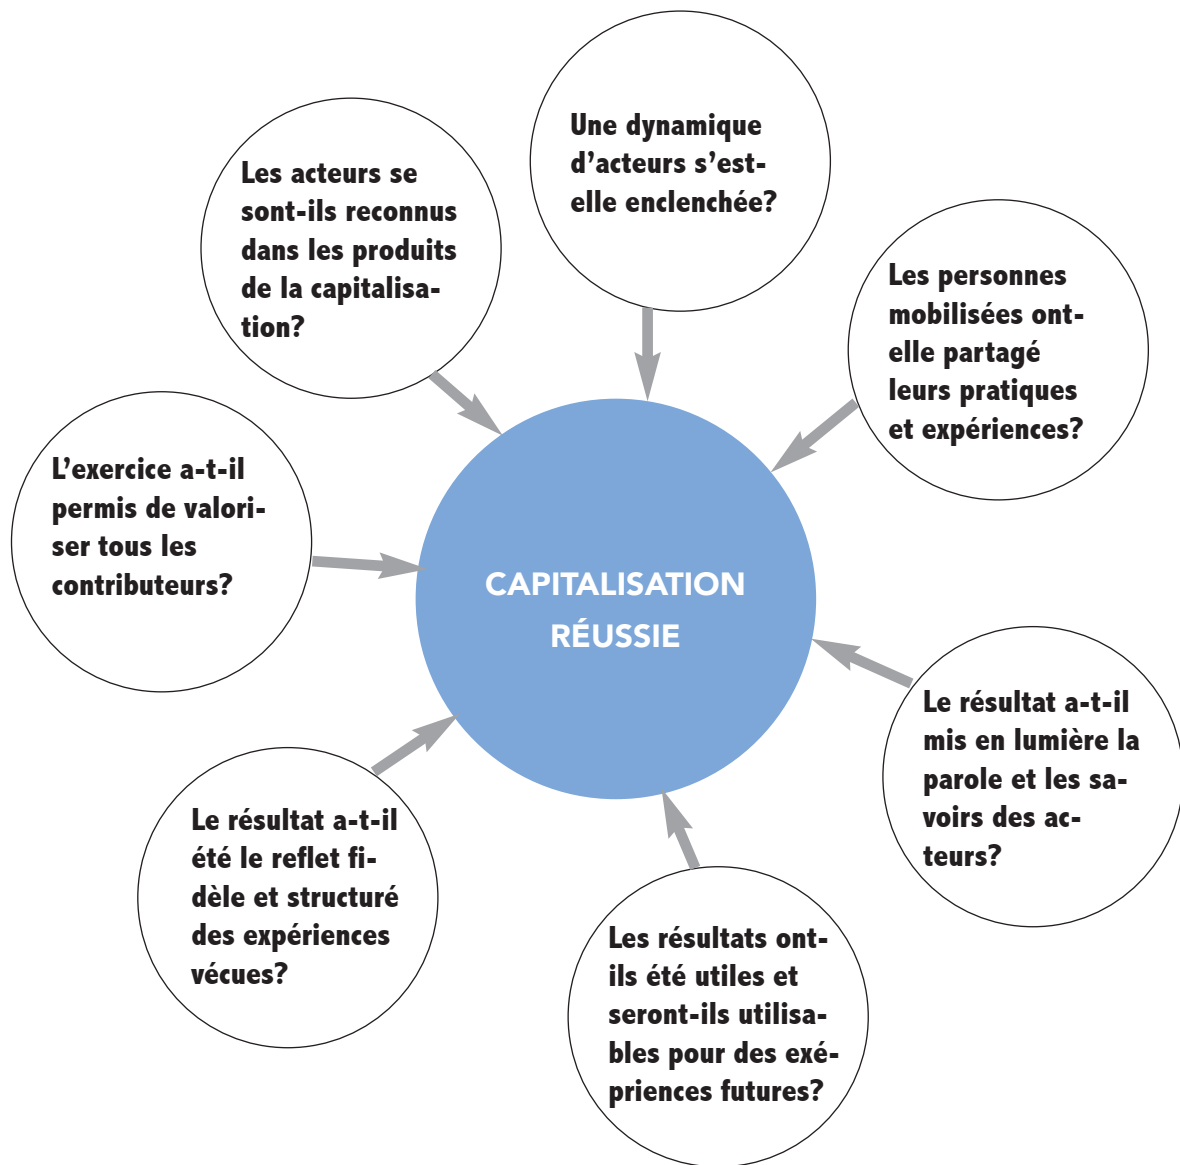 Une dynamique
d’acteurs s’est-
elle enclenchée?
Les acteurs se
sont-ils reconnus
dans les produits
de la capitalisa-
tion?
Les personnes
mobilisées ont-
elle partagé
leurs pratiques
et expériences?
L’exercice a-t-il
permis de valori-
ser tous les
contributeurs?
CAPITALISATION
RÉUSSIE
Le résultat a-t-il
mis en lumière la
parole et les sa-
voirs des ac-
teurs?
Le résultat a-t-il
été le reflet fi-
dèle et structuré
des expériences
vécues?
Les résultats ont-
ils été utiles et
seront-ils utilisa-
bles pour des exé-
priences futures?